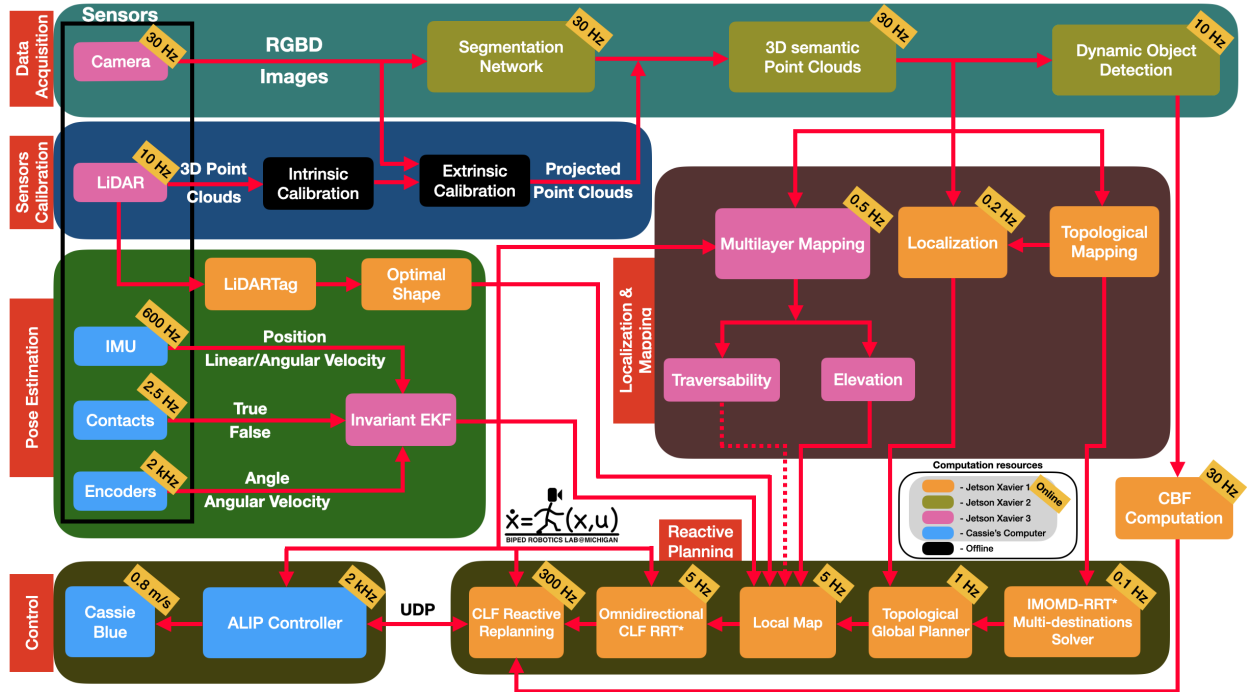 Data
Acquisition
Sensors
Camera
30 Hz
RGBD
Images
Segmentation
Network
30 Hz
3D semantic
Point Clouds
30 Hz
Dynamic Object
Detection
10 Hz
Sensors
Calibration
LiDAR
10 Hz
3D Point
Clouds
Intrinsic
Calibration
Extrinsic
Calibration
Projected
Point Clouds
Localization &
Mapping
Multilayer Mapping
0.5 Hz
Localization
0.2 Hz
Topological
Mapping
Traversability
Elevation
Pose Estimation
LiDARTag
Optimal
Shape
IMU
600 Hz
Position
Linear/Angular Velocity
Contacts
2.5 Hz
True
False
Invariant EKF
Encoders
2 kHz
Angle
Angular Velocity
Computation resources
- Jetson Xavier 1
- Jetson Xavier 2
- Jetson Xavier 3
- Cassie's Computer
- Offline
Online
CBF
Computation
30 Hz
ẋ= (x,u)
BIPED ROBOTICS LAB@MICHIGAN
Reactive
Planning
Control
Cassie
Blue
0.8 m/s
ALIP Controller
2 kHz
UDP
CLF Reactive
Replanning
300 Hz
Omnidirectional
CLF RRT*
5 Hz
Local Map
5 Hz
Topological
Global Planner
1 Hz
IMOMD-RRT*
Multi-destinations
Solver
0.1 Hz